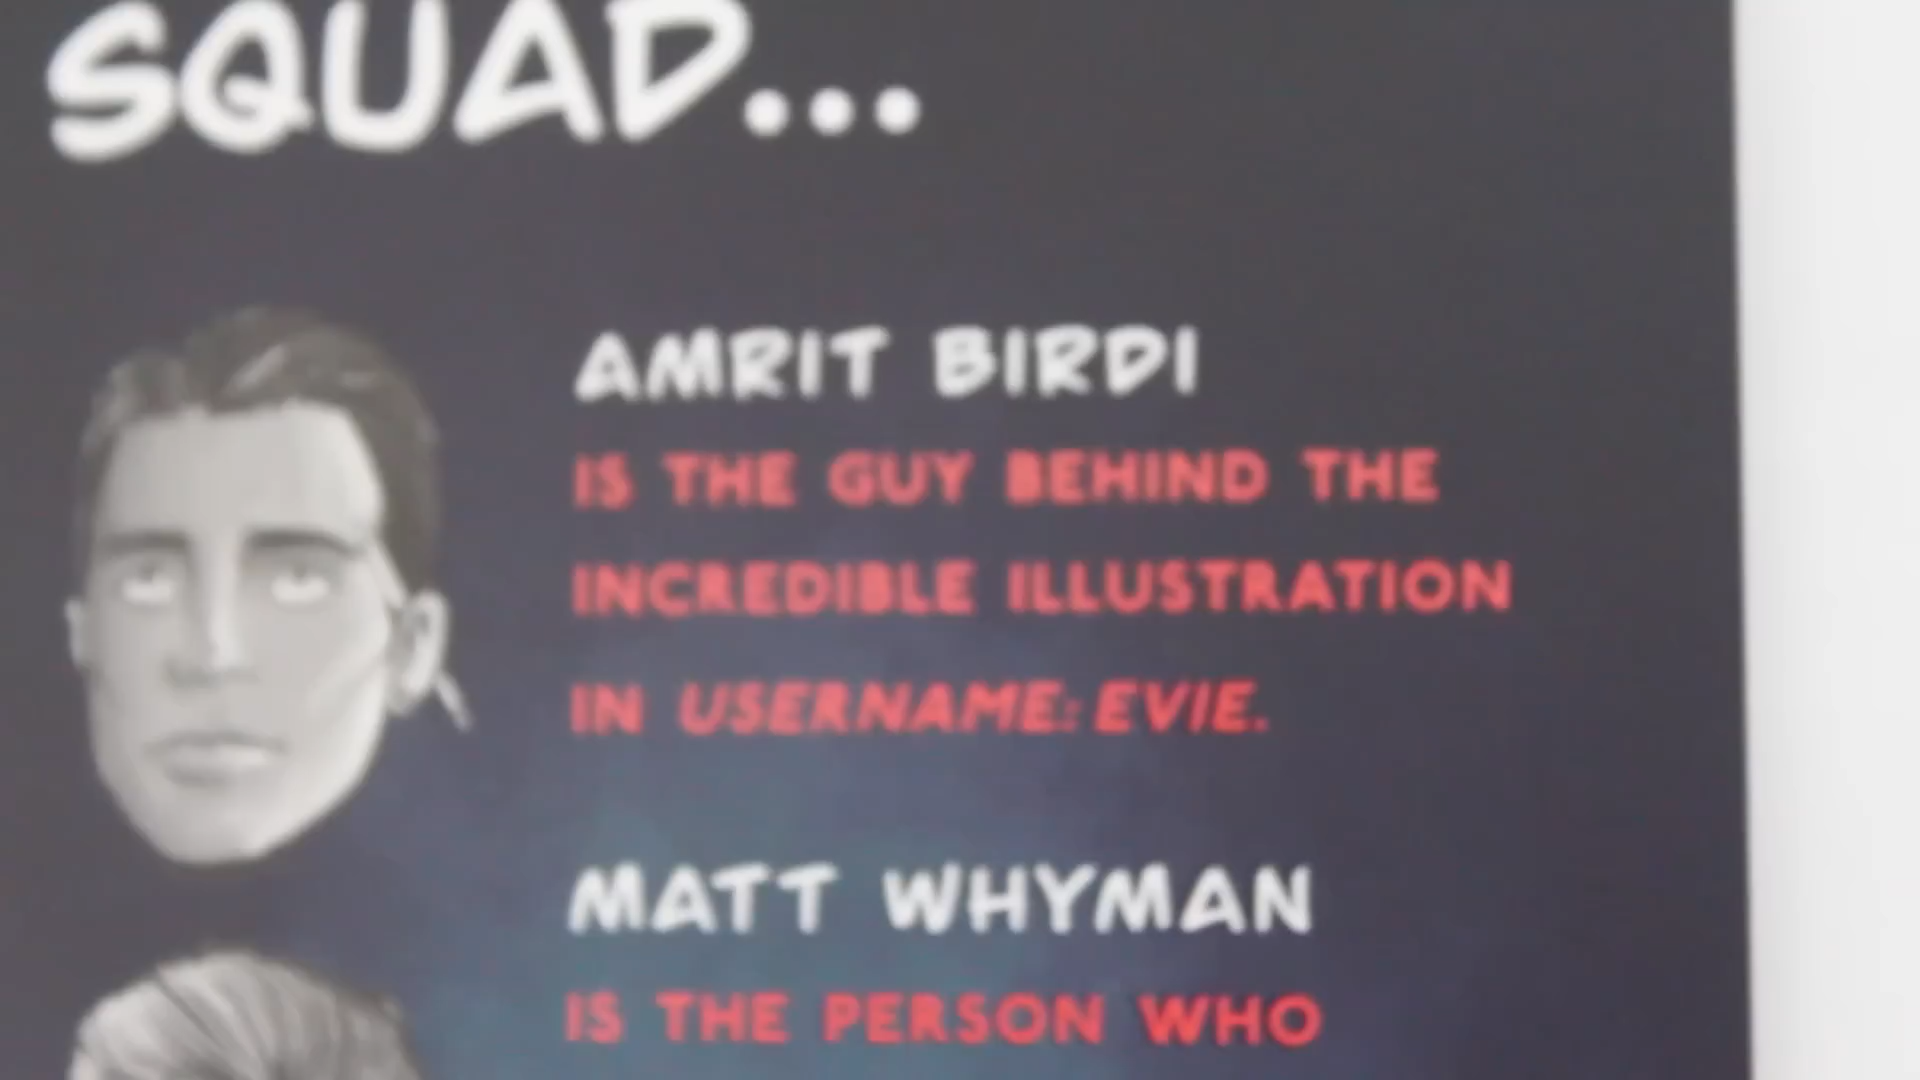 SQUAD...
AMRIT BIRDI
IS THE GUY BEHIND THE
INCREDIBLE ILLUSTRATION
IN USERNAME: EVIE.
MATT WHYMAN
IS THE PERSON WHO